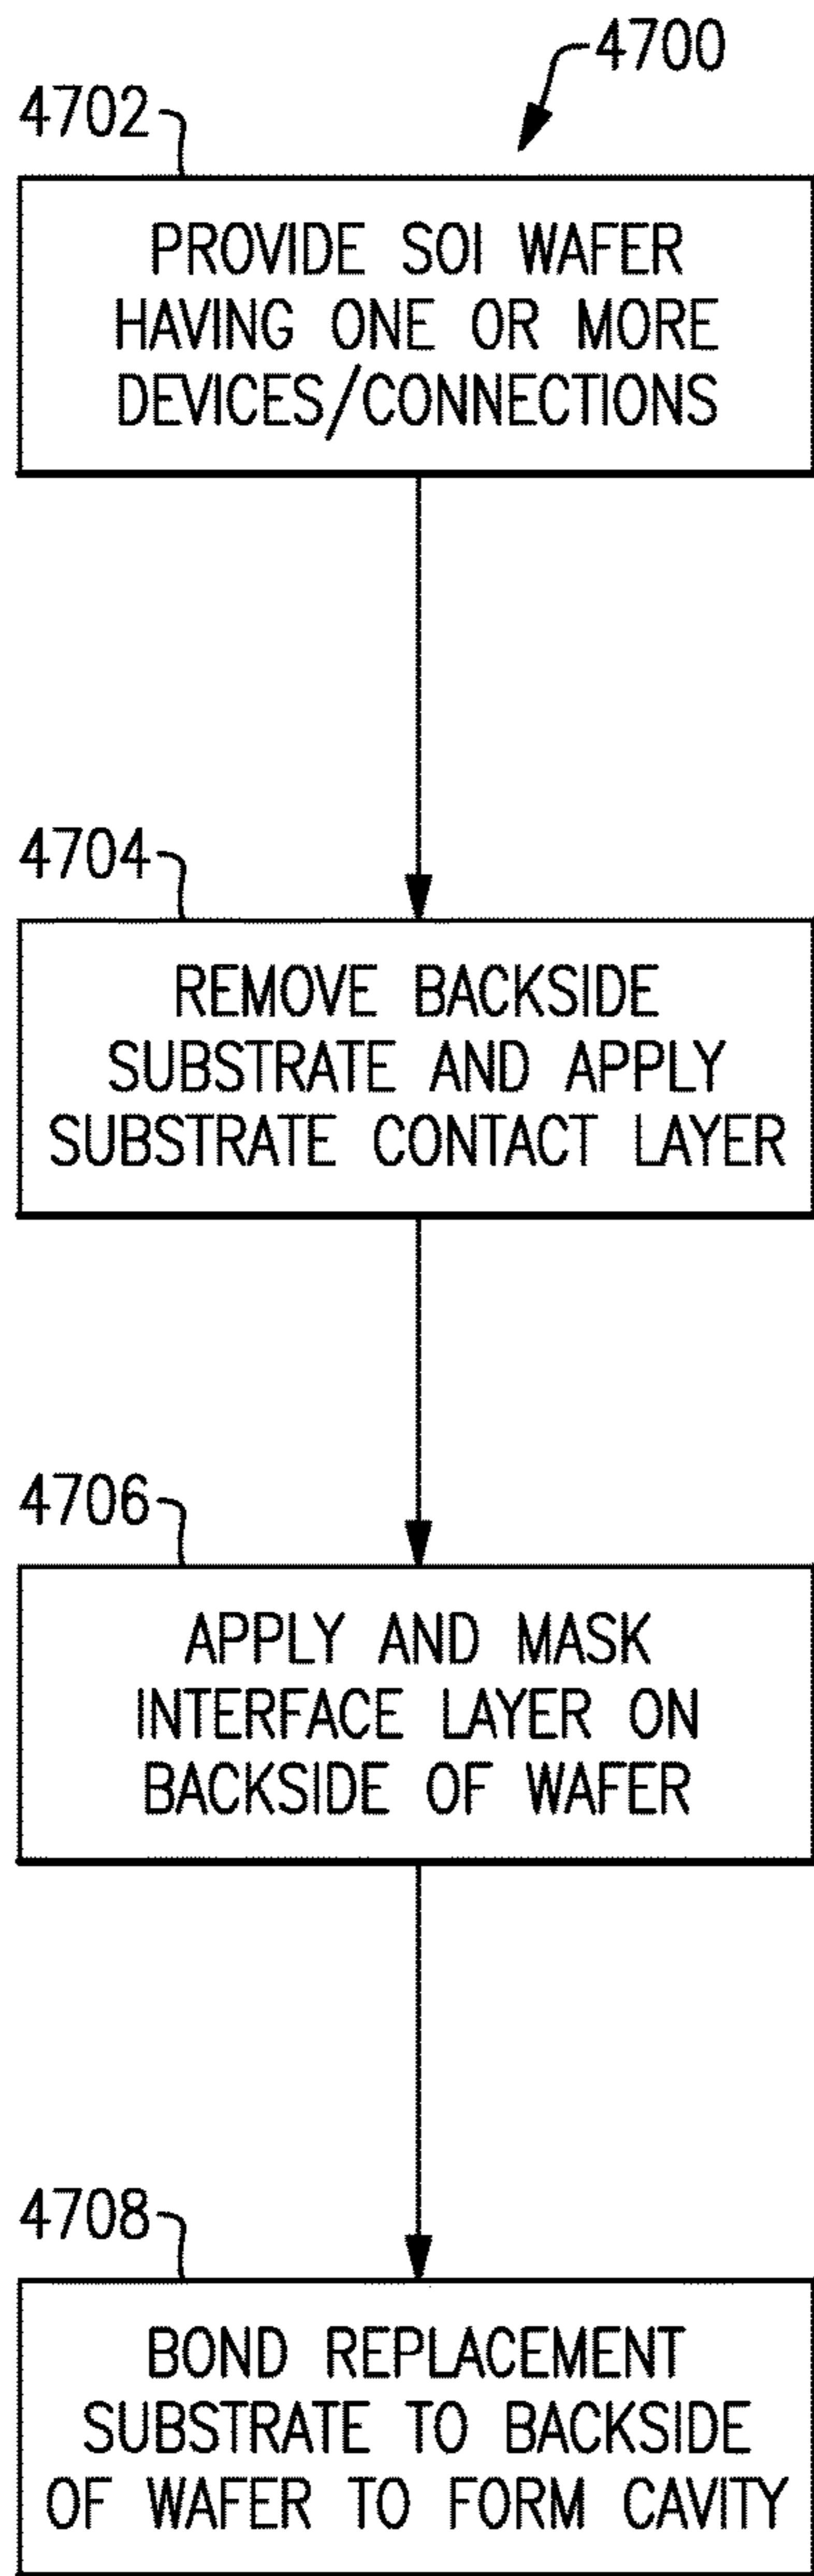 4700
4702
PROVIDE SOI WAFER
HAVING ONE OR MORE
DEVICES/CONNECTIONS
4704
REMOVE BACKSIDE
SUBSTRATE AND APPLY
SUBSTRATE CONTACT LAYER
4706
APPLY AND MASK
INTERFACE LAYER ON
BACKSIDE OF WAFER
4708
BOND REPLACEMENT
SUBSTRATE TO BACKSIDE
OF WAFER TO FORM CAVITY